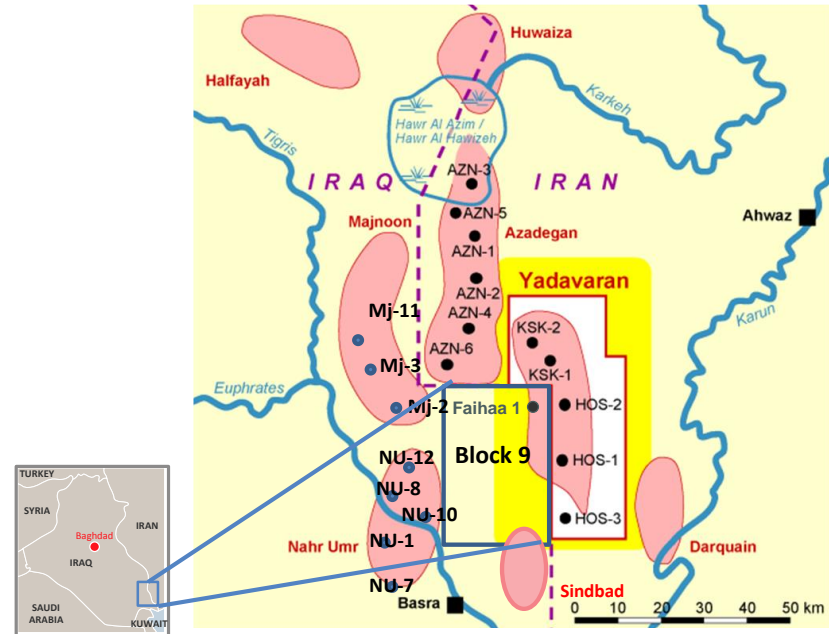 Huwaiza
Halfayah
Karkeh
Hawr Al Azim /
Hawr Al Hawizeh
Tigris
AZN-3
IRAQ
IRAN
AZN-5
Majnoon
Ahwaz
Azadegan
AZN-1
Yadavaran
AZN-2
Mj-11
AZN-4
KSK-2
Karun
AZN-6
Mj-3
KSK-1
Euphrates
Mj-2
Faihaa 1
HOS-2
NU-12
Block 9
HOS-1
NU-8
NU-10
HOS-3
Nahr Umr
NU-1
Darquain
NU-7
Sindbad
Basra
0 10 20 30 40 50 km
TURKEY
SYRIA
IRAN
Baghdad
IRAQ
SAUDI
ARABIA
KUWAIT